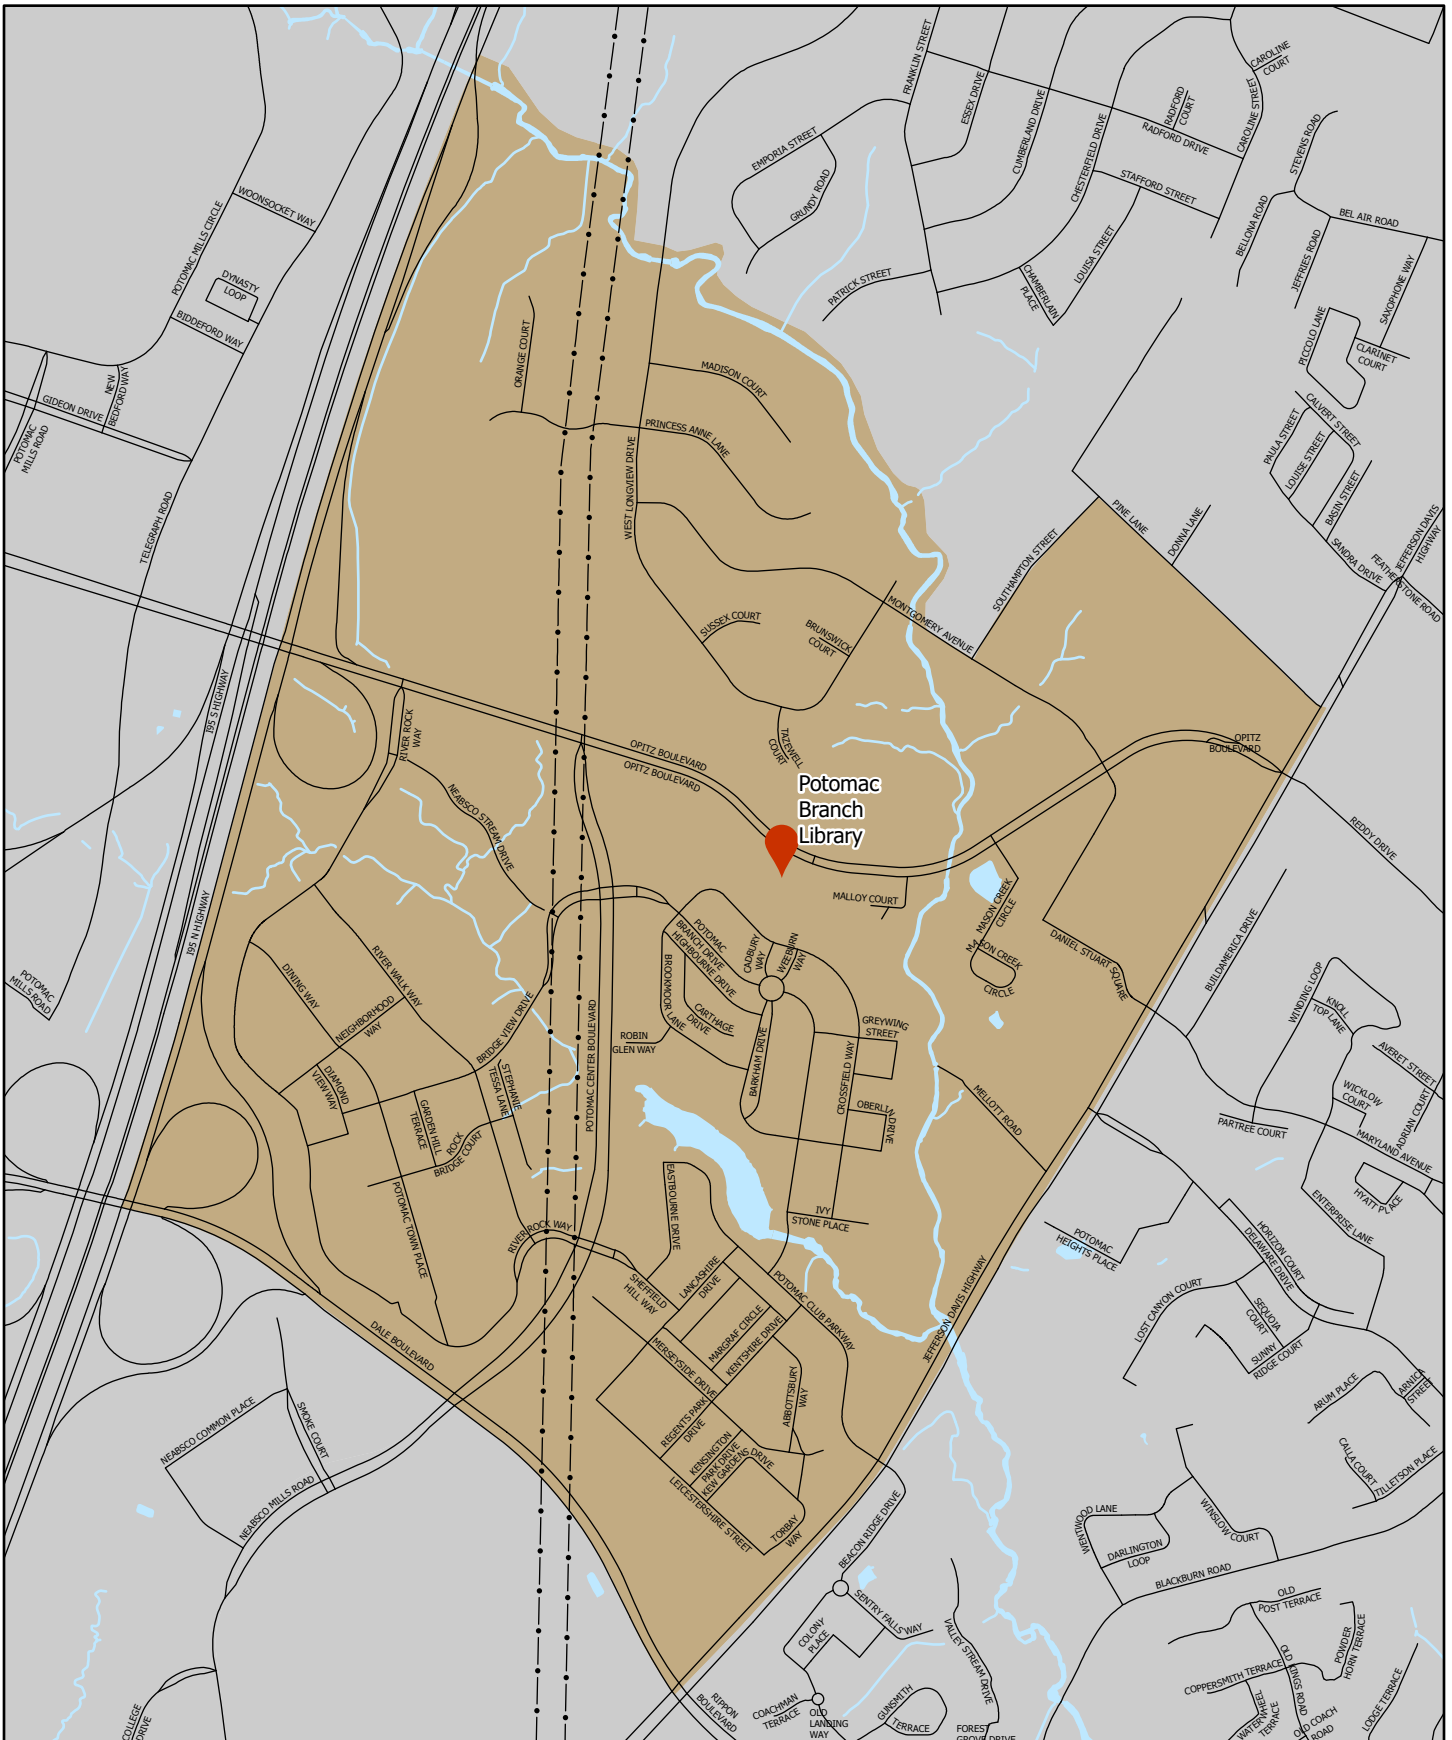 CAROLINE
COURT
FRANKLIN STREET
ESSEX DRIVE
CUMBERLAND DRIVE
CHESTERFIELD DRIVE
RADFORD
COURT
RADFORD DRIVE
CAROLINE STREET
STEVENS ROAD
EMPORIA STREET
GRUNDY ROAD
STAFFORD STREET
WOONSOCKET WAY
POTOMAC MILLS CIRCLE
BELLONA ROAD
BEL AIR ROAD
JEFFRIES ROAD
LOUISA STREET
CHAMBERLAIN
PLACE
PATRICK STREET
SAXOPHONE WAY
DYNASTY
LOOP
BIDDEFORD WAY
ORANGE COURT
PICCOLO LANE
CLARINET
COURT
MADISON COURT
NEW
BEDFORD WAY
GIDEON DRIVE
POTOMAC
MILLS ROAD
CALVERT STREET
PAULA STREET
LOUISE STREET
BASIN STREET
PRINCESS ANNE LANE
WEST LONGVIEW DRIVE
TELEGRAPH ROAD
PINE LANE
DONNA LANE
SANDRA DRIVE
JEFFERSON DAVIS
HIGHWAY
FEATHERSTONE ROAD
SOUTHAMPTON STREET
MONTGOMERY AVENUE
SUSSEX COURT
BRUNSWICK
COURT
I95 S HIGHWAY
RIVER ROCK
WAY
TAZEWELL
COURT
OPITZ BOULEVARD
OPITZ BOULEVARD
OPITZ
BOULEVARD
Potomac
Branch
Library
NEABSCO STREAM DRIVE
REDDY DRIVE
MALLOY COURT
MASON CREEK
CIRCLE
MASON CREEK
CIRCLE
I95 N HIGHWAY
POTOMAC
BRANCH DRIVE
HIGHBOURNE DRIVE
CADBURY
WAY
WEEBURN
WAY
BROOKMOOR LANE
DANIEL STUART SQUARE
BUILDAMERICA DRIVE
POTOMAC
MILLS ROAD
DINING WAY
RIVER WALK WAY
NEIGHBORHOOD
WAY
BRIDGE VIEW DRIVE
POTOMAC CENTER BOULEVARD
CARTHAGE
DRIVE
ROBIN
GLEN WAY
GREYWING
STREET
WINDING LOOP
KNOLL
TOP LANE
AVERET STREET
DIAMOND
VIEW WAY
STEPHANIE
TESSA LANE
GARDEN HILL
TERRACE
ROCK
BRIDGE COURT
BARKHAM DRIVE
CROSSFIELD WAY
OBERLIN DRIVE
MELLOTT ROAD
WICKLOW
COURT
ADRIAN COURT
PARTREE COURT
MARYLAND AVENUE
HYATT PLACE
ENTERPRISE LANE
POTOMAC TOWN PLACE
EASTBOURNE DRIVE
IVY
STONE PLACE
RIVER ROCK WAY
POTOMAC
HEIGHTS PLACE
HORIZON COURT
DELAWARE DRIVE
SHEFFIELD
HILL WAY
LANCASHIRE
DRIVE
POTOMAC CLUB PARKWAY
JEFFERSON DAVIS HIGHWAY
LOST CANYON COURT
SEQUOIA
COURT
SUNNY
RIDGE COURT
DALE BOULEVARD
MARGRAF CIRCLE
KENTSHIRE DRIVE
MERSEYSIDE DRIVE
ABBOTTSBURY
WAY
ARUM PLACE
ARNICA
STREET
NEABSCO COMMON PLACE
SMOKE COURT
REGENTS PARK
DRIVE
KENSINGTON
PARK DRIVE
KEW GARDENS DRIVE
LEICESTERSHIRE STREET
TORBAY
WAY
CALLA COURT
TILLETSON PLACE
NEABSCO MILLS ROAD
BEACON RIDGE DRIVE
WENTWOOD LANE
WINSLOW COURT
DARLINGTON
LOOP
BLACKBURN ROAD
SENTRY FALLS WAY
COLONY
PLACE
OLD
POST TERRACE
VALLEY STREAM DRIVE
POWDER
HORN TERRACE
COPPERSMITH TERRACE
OLD KINGS ROAD
RIPPON
BOULEVARD
COACHMAN
TERRACE
OLD
LANDING
WAY
GUNSMITH
TERRACE
FOREST
GROVE DRIVE
WATERWHEEL
TERRACE
OLD COACH
ROAD
LODGE TERRACE
COLLEGE
DRIVE